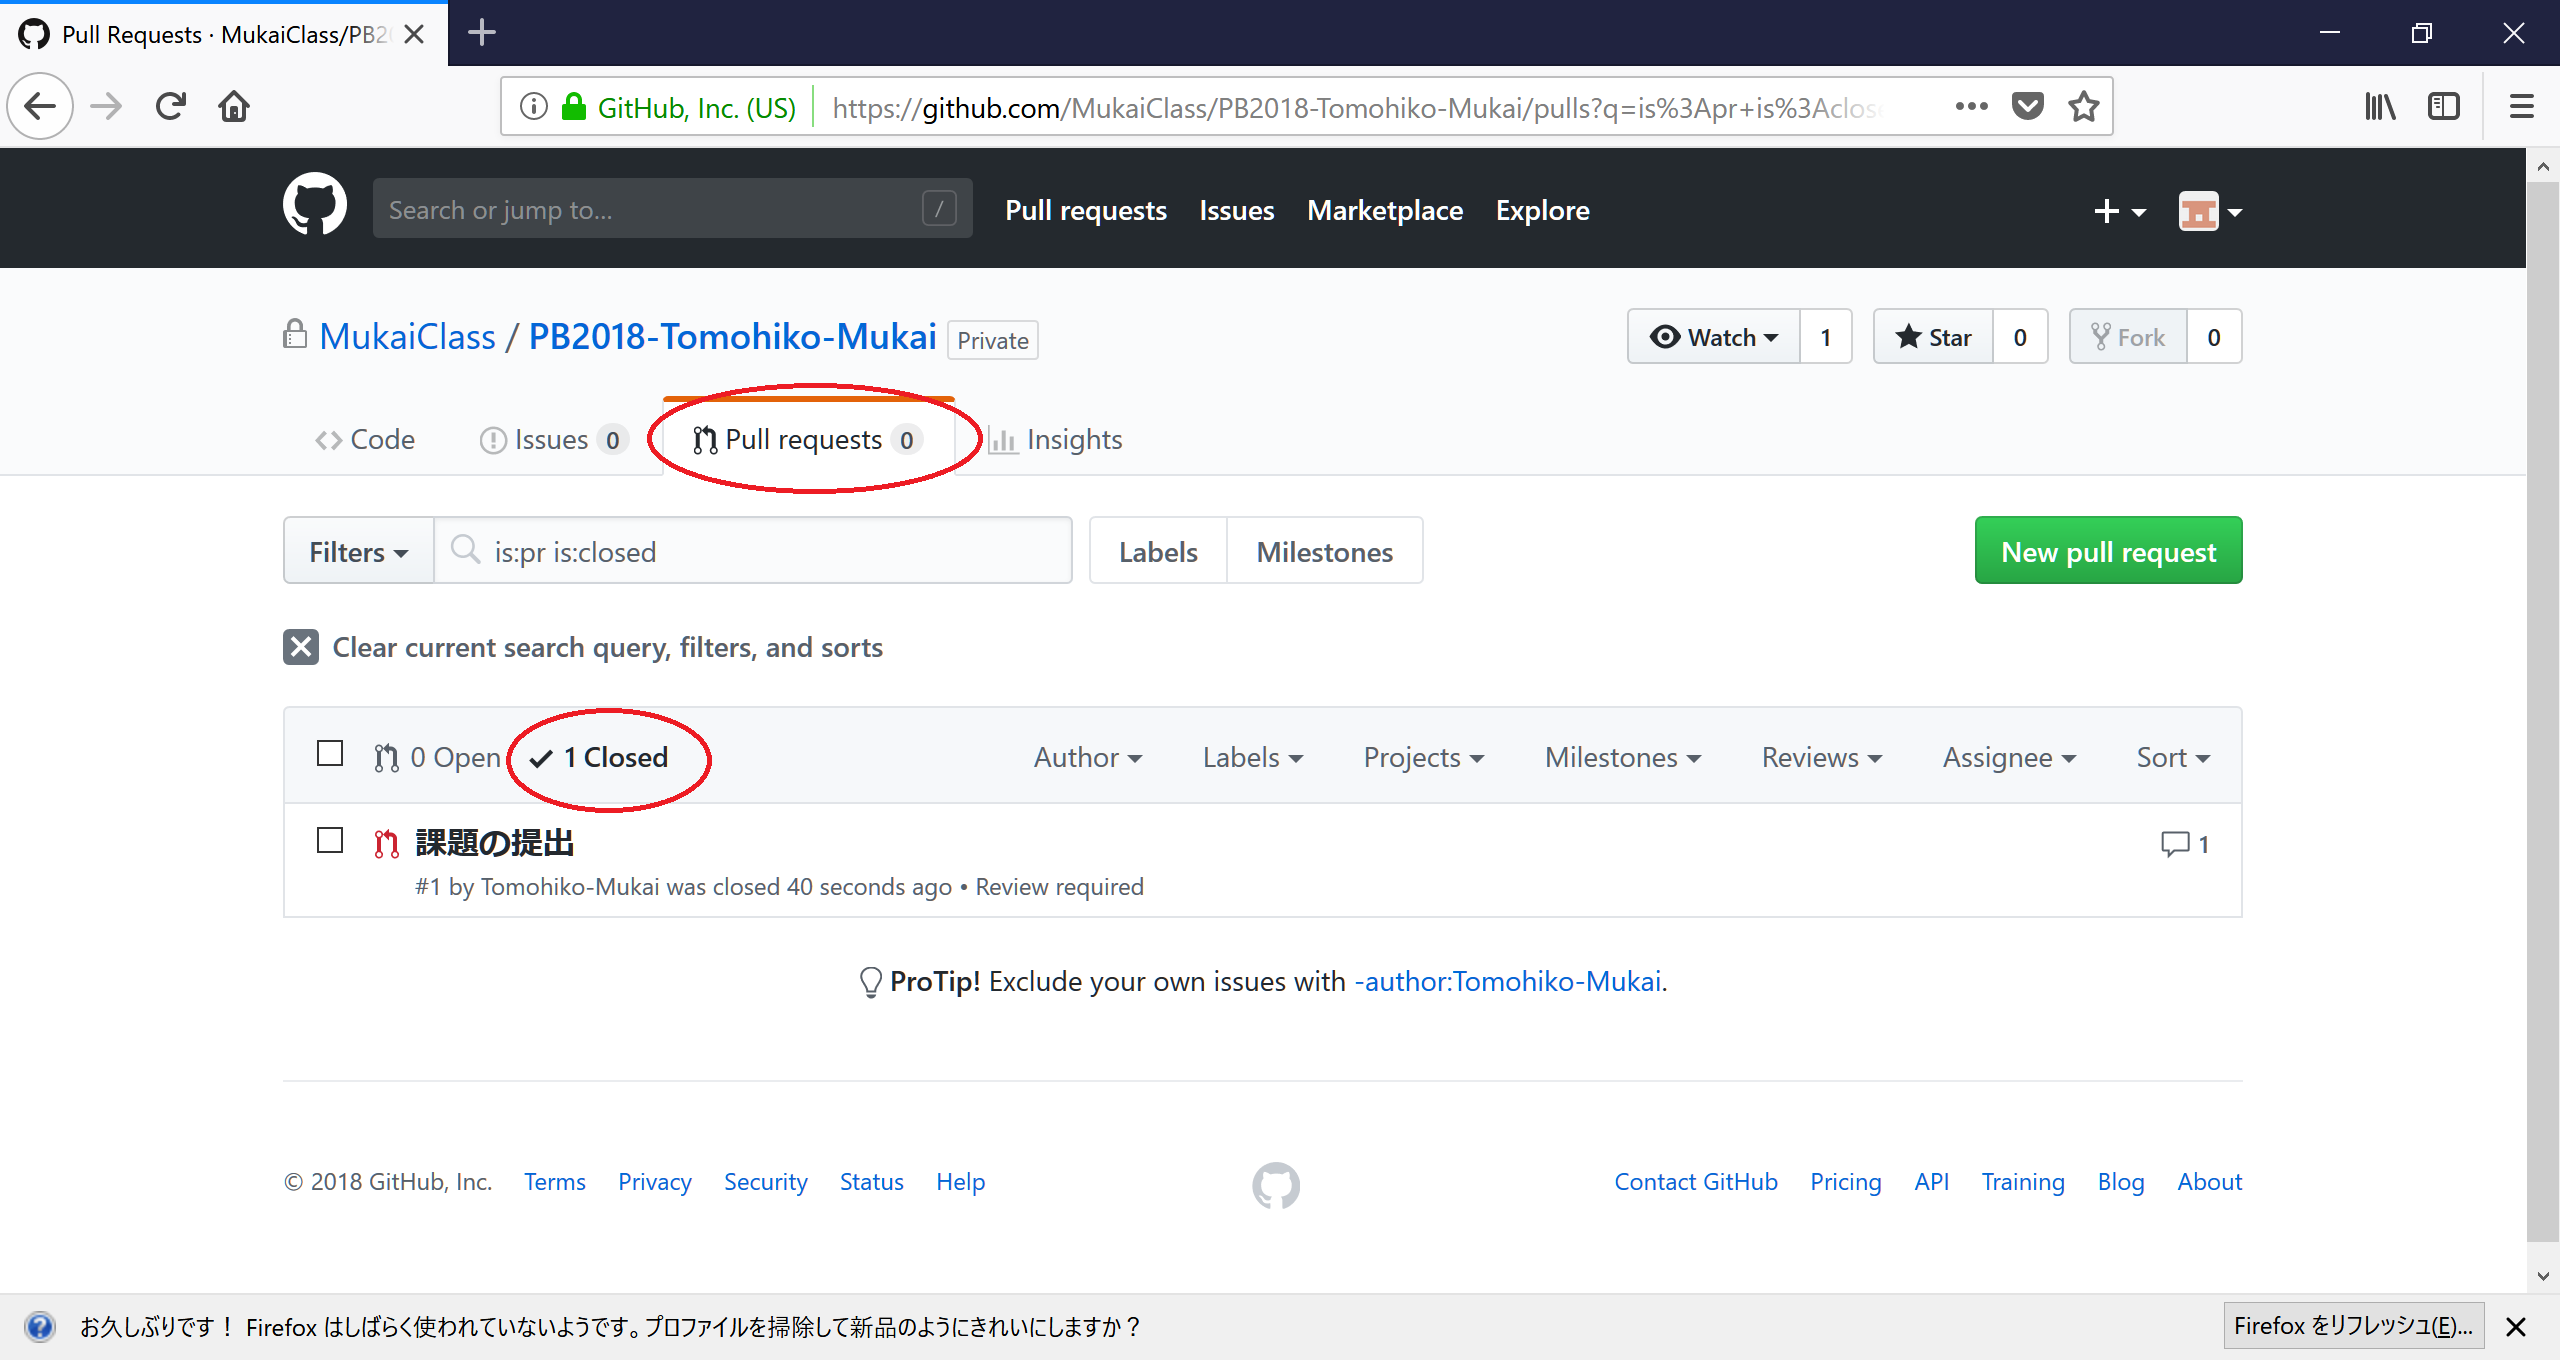 Pull Requests · MukaiClass/PB2
GitHub, Inc. (US) https://github.com/MukaiClass/PB2018-Tomohiko-Mukai/pulls?q=is%3Apr+is%3Aclose
Search or jump to... / Pull requests Issues Marketplace Explore
MukaiClass / PB2018-Tomohiko-Mukai Private Watch 1 Star 0 Fork 0
Code Issues 0 Pull requests 0 Insights
Filters is:pr is:closed Labels Milestones New pull request
Clear current search query, filters, and sorts
0 Open 1 Closed Author Labels Projects Milestones Reviews Assignee Sort
課題の提出 1
#1 by Tomohiko-Mukai was closed 40 seconds ago • Review required
ProTip! Exclude your own issues with -author:Tomohiko-Mukai.
© 2018 GitHub, Inc. Terms Privacy Security Status Help Contact GitHub Pricing API Training Blog About
お久しぶりです！ Firefox はしばらく使われていないようです。プロファイルを掃除して新品のようにきれいにしますか？ Firefox をリフレッシュ(E)...